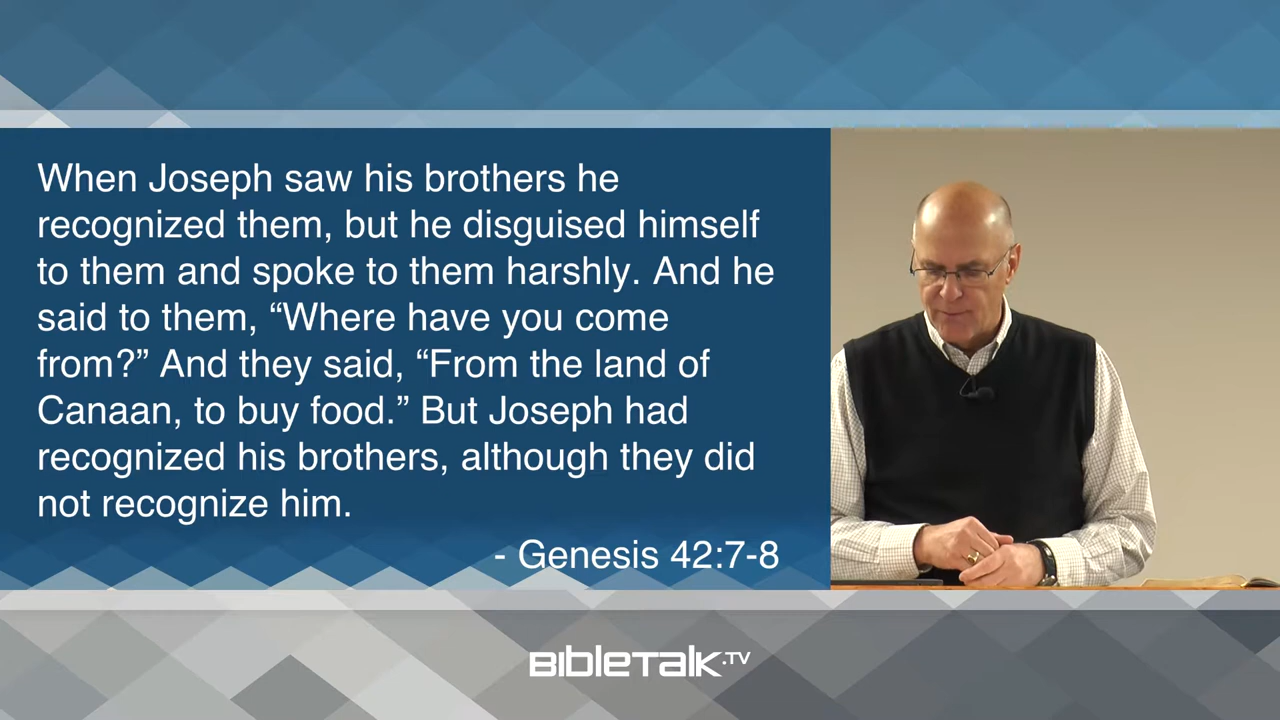 When Joseph saw his brothers he
recognized them, but he disguised himself
to them and spoke to them harshly. And he
said to them, “Where have you come
from?” And they said, “From the land of
Canaan, to buy food.” But Joseph had
recognized his brothers, although they did
not recognize him.
- Genesis 42:7-8
BIBLETALK.TV